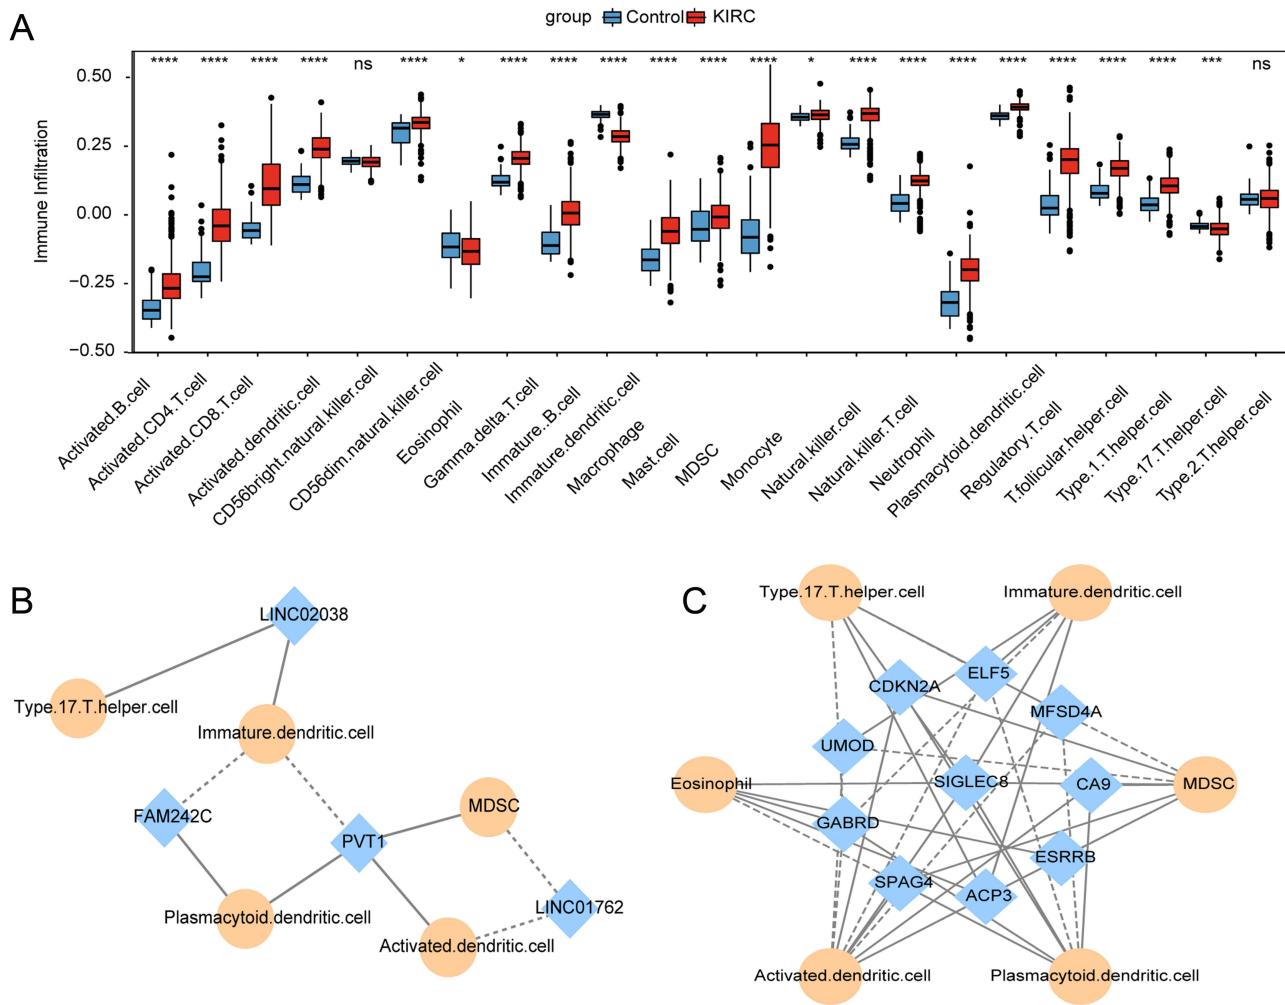 A
group Control KIRC
**** **** **** **** ns **** * **** **** **** **** **** **** * **** **** **** **** **** **** **** *** ns
Immune Infiltration
0.50
0.25
0.00
−0.25
−0.50
Activated.B.cell
Activated.CD4.T.cell
Activated.CD8.T.cell
Activated.dendritic.cell
CD56bright.natural.killer.cell
CD56dim.natural.killer.cell
Eosinophil
Gamma.delta.T.cell
Immature..B.cell
Immature.dendritic.cell
Macrophage
Mast.cell
MDSC
Monocyte
Natural.killer.cell
Natural.killer.T.cell
Neutrophil
Plasmacytoid.dendritic.cell
Regulatory.T.cell
T.follicular.helper.cell
Type.1.T.helper.cell
Type.17.T.helper.cell
Type.2.T.helper.cell
B
LINC02038
Type.17.T.helper.cell
Immature.dendritic.cell
MDSC
FAM242C
PVT1
LINC01762
Plasmacytoid.dendritic.cell
Activated.dendritic.cell
C
Type.17.T.helper.cell
Immature.dendritic.cell
ELF5
CDKN2A
MFSD4A
UMOD
Eosinophil
SIGLEC8
CA9
MDSC
GABRD
ESRRB
SPAG4
ACP3
Activated.dendritic.cell
Plasmacytoid.dendritic.cell